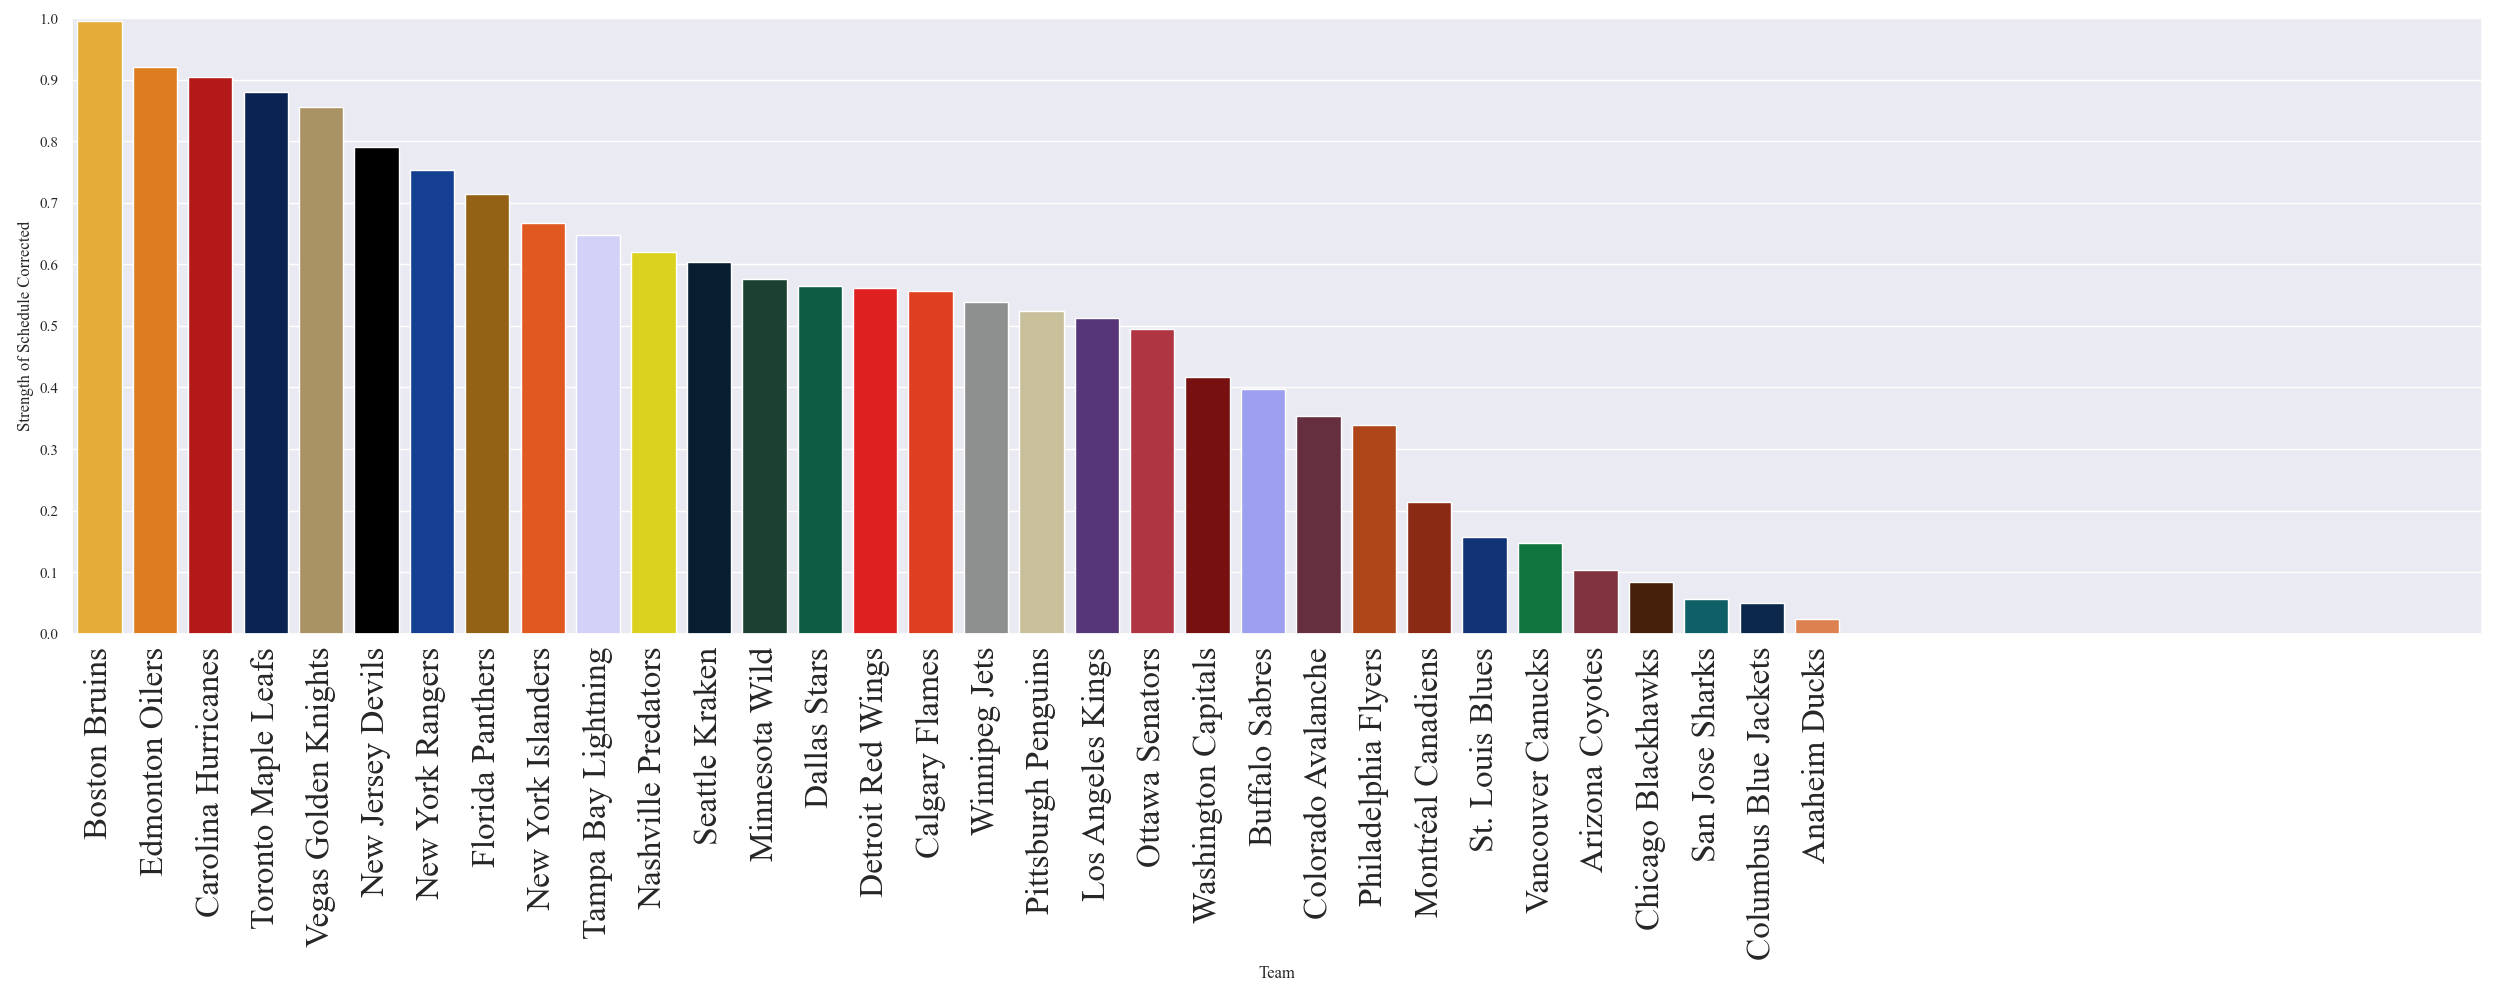 1.0
0.9
0.8
0.7
0.6
0.5
0.4
0.3
0.2
0.1
0.0
Strength of Schedule Corrected
Boston Bruins
Edmonton Oilers
Carolina Hurricanes
Toronto Maple Leafs
Vegas Golden Knights
New Jersey Devils
New York Rangers
Florida Panthers
New York Islanders
Tampa Bay Lightning
Nashville Predators
Seattle Kraken
Minnesota Wild
Dallas Stars
Detroit Red Wings
Calgary Flames
Winnipeg Jets
Pittsburgh Penguins
Los Angeles Kings
Ottawa Senators
Washington Capitals
Buffalo Sabres
Colorado Avalanche
Philadelphia Flyers
Montréal Canadiens
St. Louis Blues
Vancouver Canucks
Arizona Coyotes
Chicago Blackhawks
San Jose Sharks
Columbus Blue Jackets
Anaheim Ducks
Team